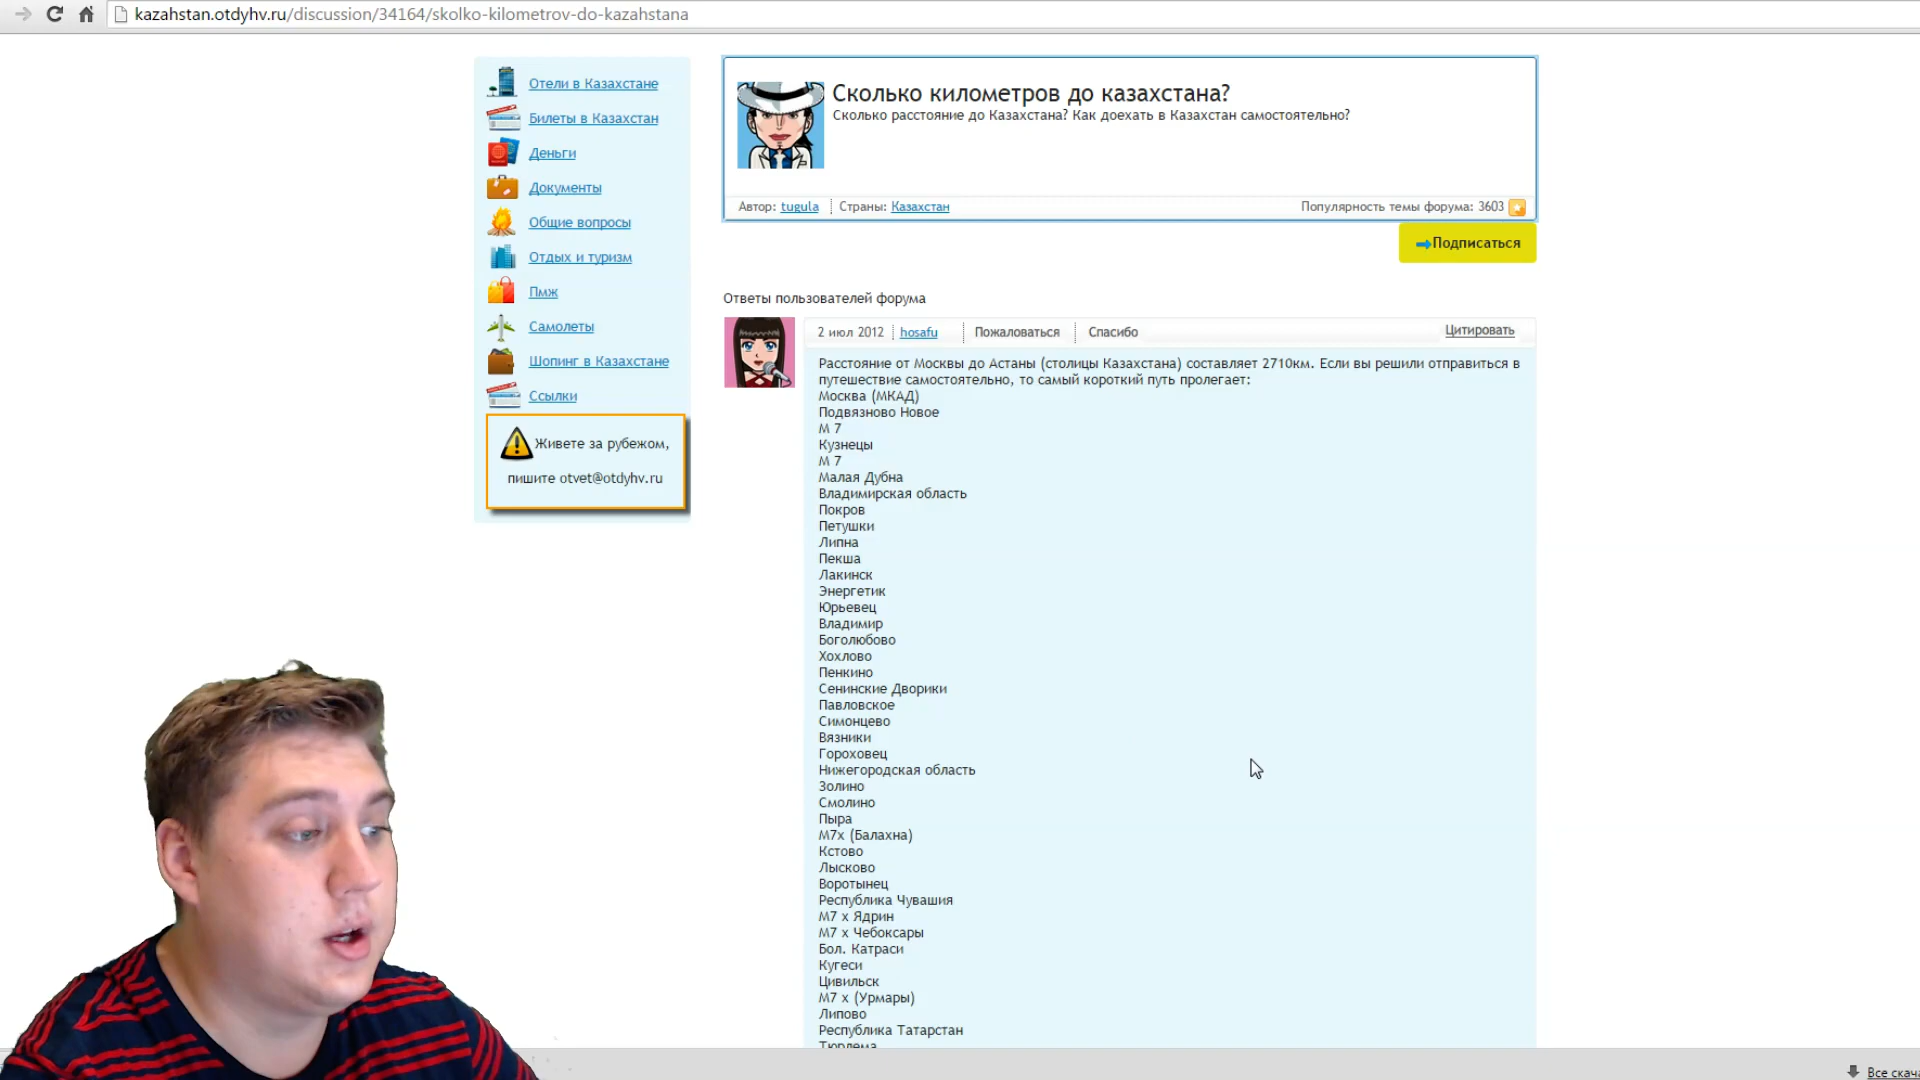 kazahstan.otdyhv.ru/discussion/34164/skolko-kilometrov-do-kazahstana
Отели в Казахстане
Билеты в Казахстан
Деньги
Документы
Общие вопросы
Отдых и туризм
Пмж
Самолеты
Шопинг в Казахстане
Ссылки
Живете за рубежом,
пишите otvet@otdyhv.ru
Сколько километров до казахстана?
Сколько расстояние до Казахстана? Как доехать в Казахстан самостоятельно?
Автор: tugula Страны: Казахстан Популярность темы форума: 3603
Подписаться
Ответы пользователей форума
2 июл 2012 hosafu Пожаловаться Спасибо Цитировать
Расстояние от Москвы до Астаны (столицы Казахстана) составляет 2710км. Если вы решили отправиться в
путешествие самостоятельно, то самый короткий путь пролегает:
Москва (МКАД)
Подвязново Новое
М 7
Кузнецы
М 7
Малая Дубна
Владимирская область
Покров
Петушки
Липна
Пекша
Лакинск
Энергетик
Юрьевец
Владимир
Боголюбово
Хохлово
Пенкино
Сенинские Дворики
Павловское
Симонцево
Вязники
Гороховец
Нижегородская область
Золино
Смолино
Пыра
М7х (Балахна)
Кстово
Лысково
Воротынец
Республика Чувашия
М7 х Ядрин
М7 х Чебоксары
Бол. Катраси
Кугеси
Цивильск
М7 х (Урмары)
Липово
Республика Татарстан
Тюрлема
Все скача